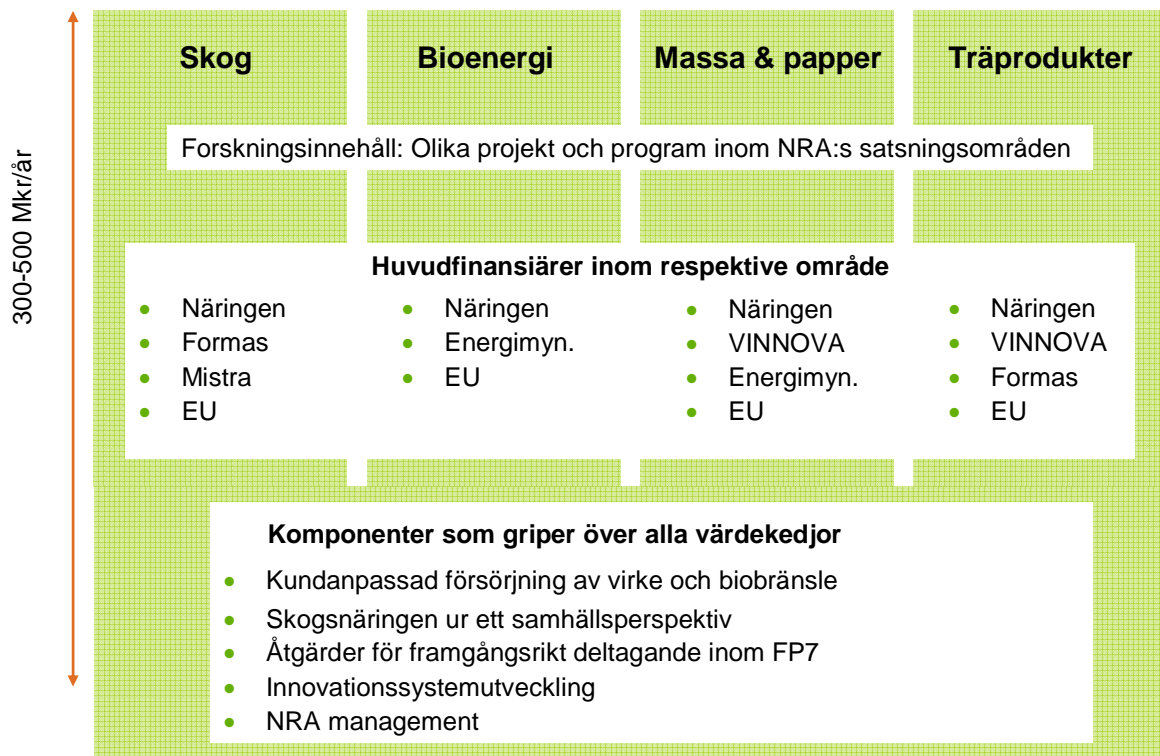 Skog
Bioenergi
Massa & papper
Träprodukter
300-500 Mkr/år
Forskningsinnehåll: Olika projekt och program inom NRA:s satsningsområden
Huvudfinansiärer inom respektive område
• Näringen
• Formas
• Mistra
• EU
• Näringen
• Energimyn.
• EU
• Näringen
• VINNOVA
• Energimyn.
• EU
• Näringen
• VINNOVA
• Formas
• EU
Komponenter som griper över alla värdekedjor
• Kundanpassad försörjning av virke och biobränsle
• Skogsnäringen ur ett samhällsperspektiv
• Åtgärder för framgångsrikt deltagande inom FP7
• Innovationssystemutveckling
• NRA management